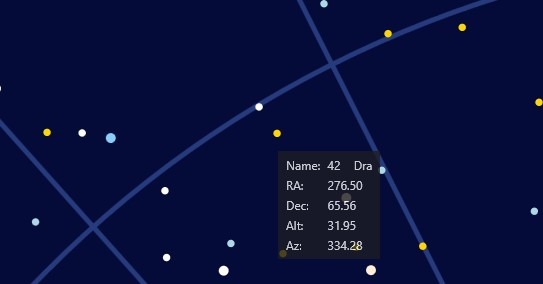 Name: 42 Dra
RA: 276.50
Dec: 65.56
Alt: 31.95
Az: 334.28